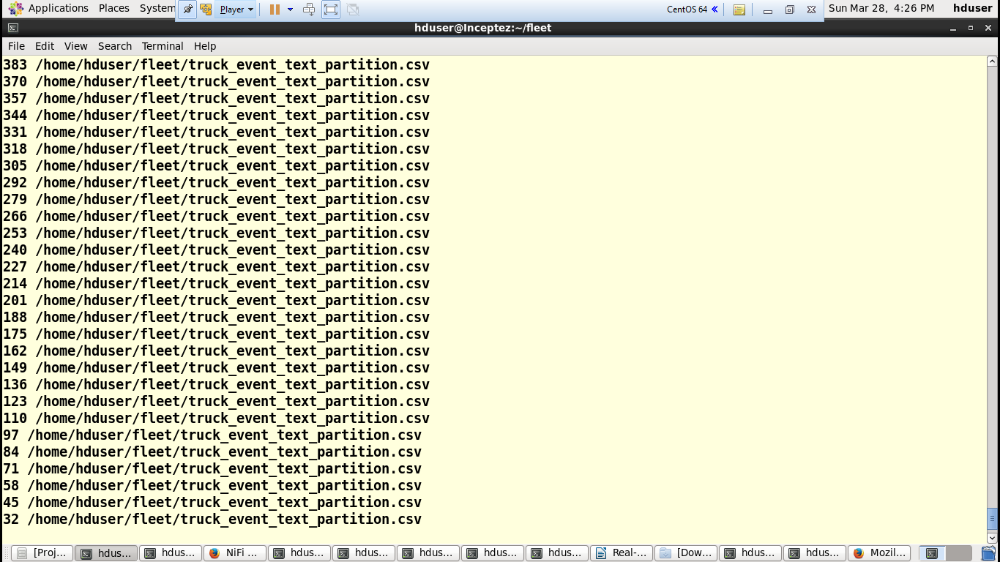 Applications Places System Player CentOS 64 Sun Mar 28, 4:26 PM hduser
hduser@Inceptez:~/fleet
File Edit View Search Terminal Help
383 /home/hduser/fleet/truck_event_text_partition.csv
370 /home/hduser/fleet/truck_event_text_partition.csv
357 /home/hduser/fleet/truck_event_text_partition.csv
344 /home/hduser/fleet/truck_event_text_partition.csv
331 /home/hduser/fleet/truck_event_text_partition.csv
318 /home/hduser/fleet/truck_event_text_partition.csv
305 /home/hduser/fleet/truck_event_text_partition.csv
292 /home/hduser/fleet/truck_event_text_partition.csv
279 /home/hduser/fleet/truck_event_text_partition.csv
266 /home/hduser/fleet/truck_event_text_partition.csv
253 /home/hduser/fleet/truck_event_text_partition.csv
240 /home/hduser/fleet/truck_event_text_partition.csv
227 /home/hduser/fleet/truck_event_text_partition.csv
214 /home/hduser/fleet/truck_event_text_partition.csv
201 /home/hduser/fleet/truck_event_text_partition.csv
188 /home/hduser/fleet/truck_event_text_partition.csv
175 /home/hduser/fleet/truck_event_text_partition.csv
162 /home/hduser/fleet/truck_event_text_partition.csv
149 /home/hduser/fleet/truck_event_text_partition.csv
136 /home/hduser/fleet/truck_event_text_partition.csv
123 /home/hduser/fleet/truck_event_text_partition.csv
110 /home/hduser/fleet/truck_event_text_partition.csv
97 /home/hduser/fleet/truck_event_text_partition.csv
84 /home/hduser/fleet/truck_event_text_partition.csv
71 /home/hduser/fleet/truck_event_text_partition.csv
58 /home/hduser/fleet/truck_event_text_partition.csv
45 /home/hduser/fleet/truck_event_text_partition.csv
32 /home/hduser/fleet/truck_event_text_partition.csv
[Proj... hdus... hdus... NiFi ... hdus... hdus... hdus... hdus... hdus... Real-... [Dow... hdus... hdus... Mozil...